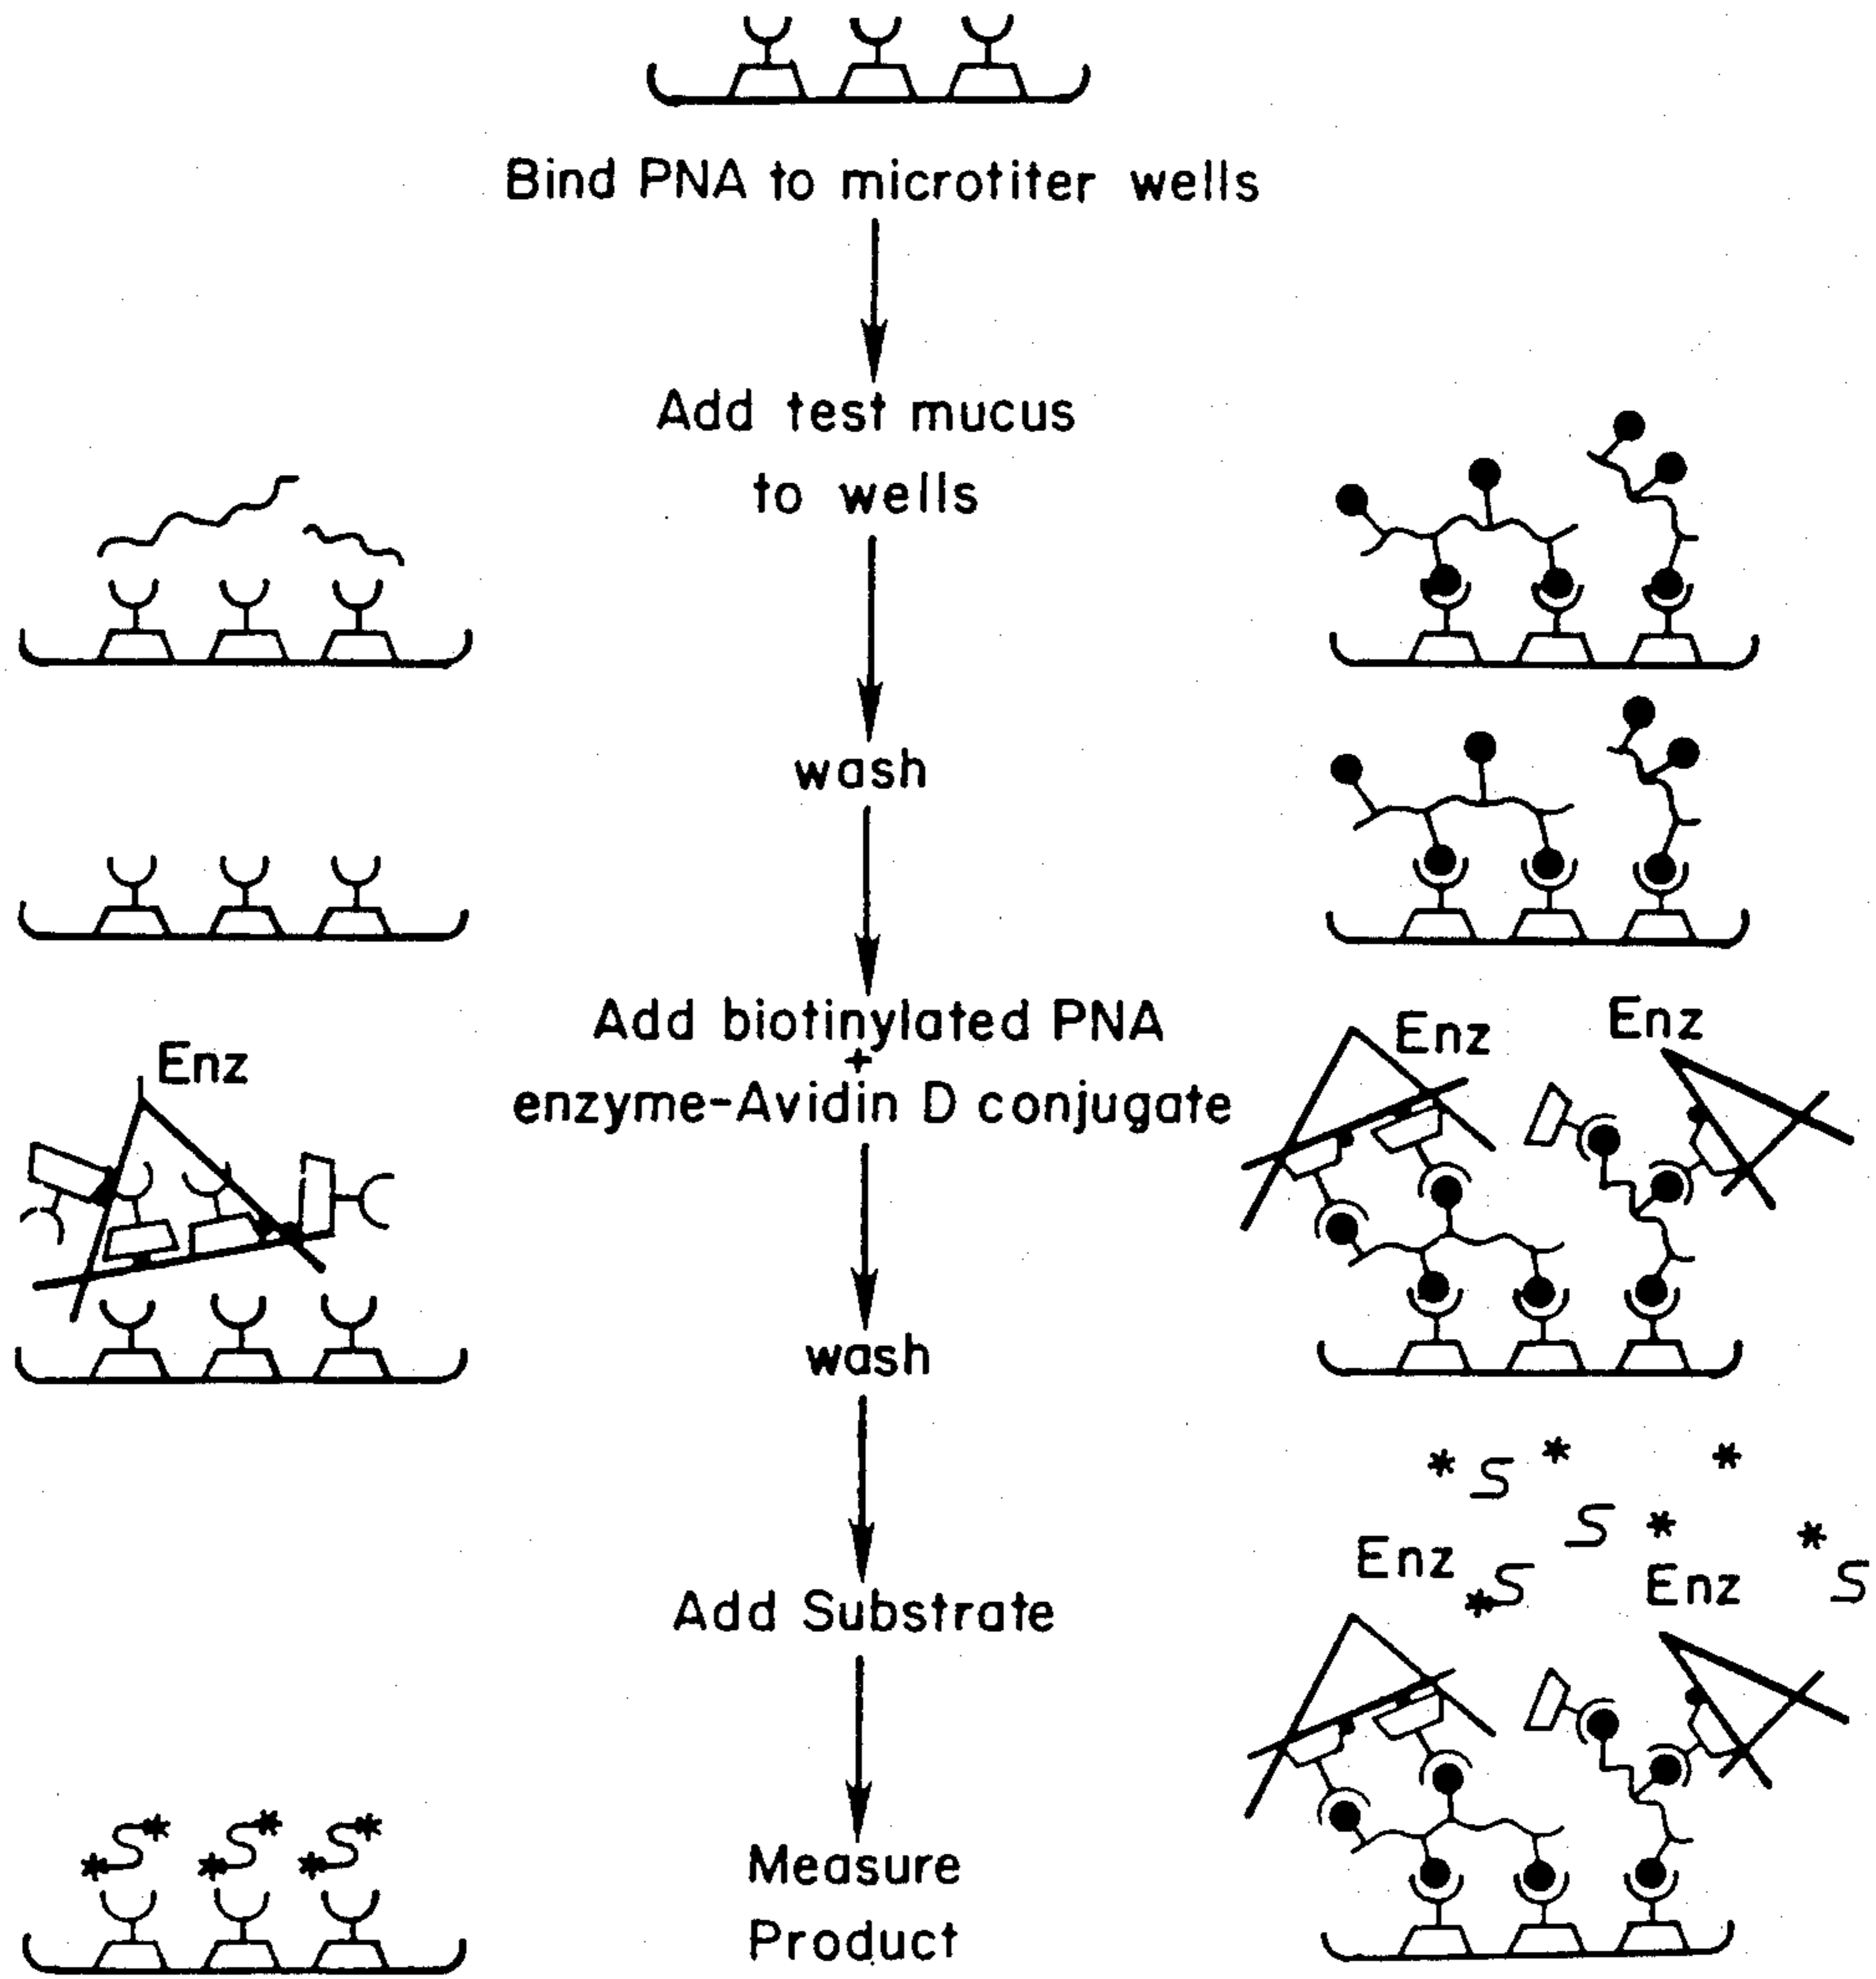 Bind PNA to microtiter wells
Add test mucus
to wells
wash
Add biotinylated PNA
+
enzyme-Avidin D conjugate
Enz
Enz
Enz
wash
Add Substrate
* S *
*
S *
*
Enz
*S
Enz
S
*S*
*S*
*S*
Measure
Product